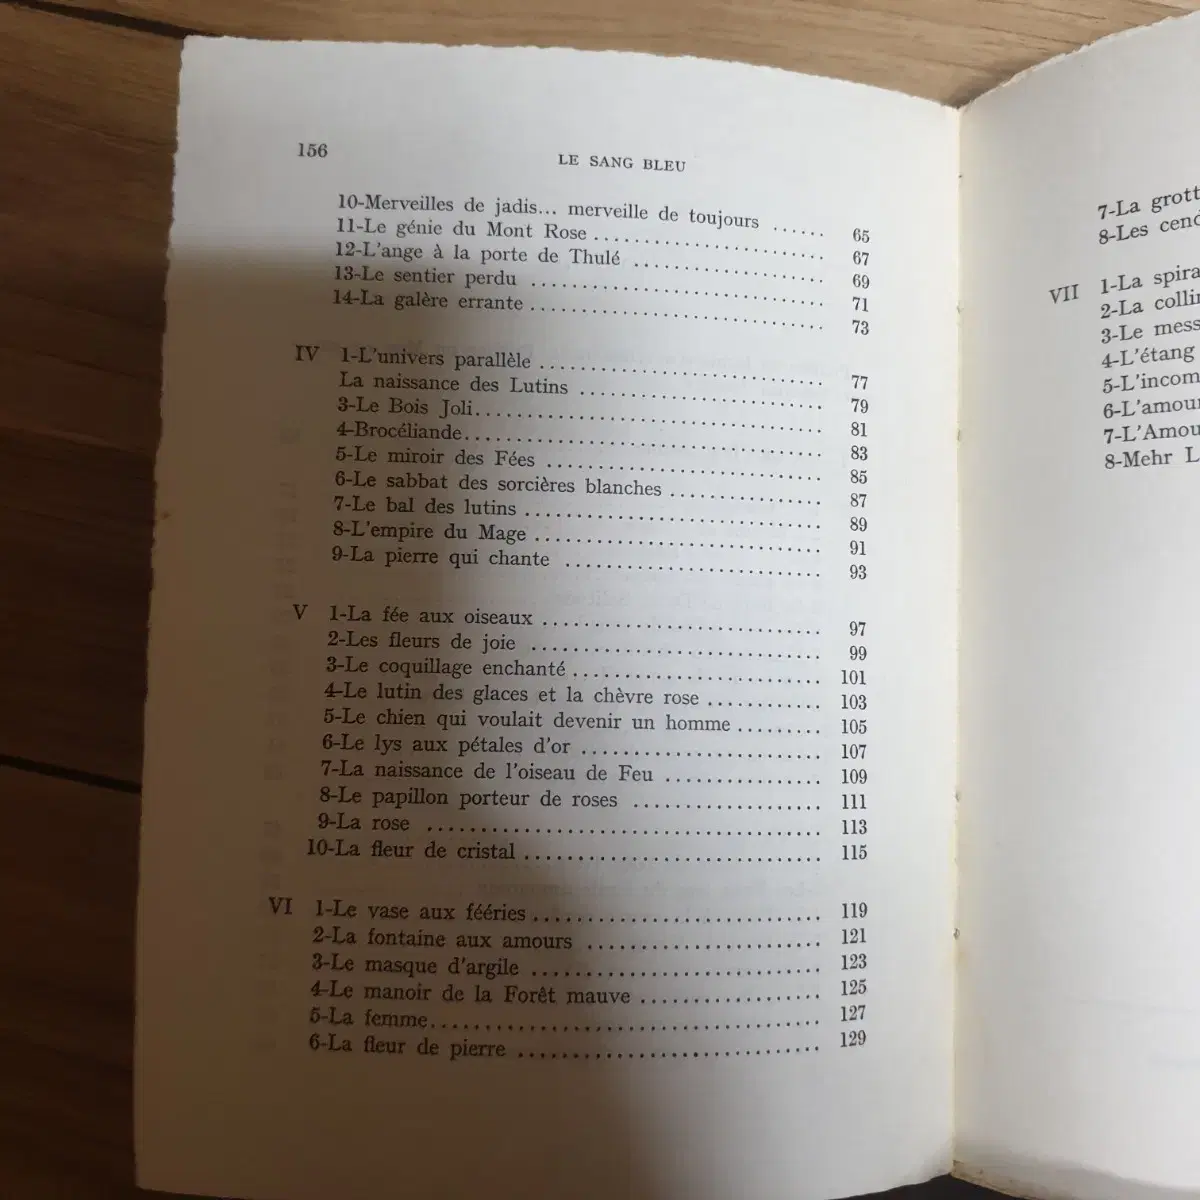 156
LE SANG BLEU
10-Merveilles de jadis... merveille de toujours ...... 65
11-Le génie du Mont Rose ........................ 67
12-L'ange à la porte de Thulé ..................... 69
13-Le sentier perdu .............................. 71
14-La galère errante .............................. 73
IV 1-L'univers parallèle ............................. 77
La naissance des Lutins ......................... 79
3-Le Bois Joli .................................... 81
4-Brocéliande ..................................... 83
5-Le miroir des Fées ............................. 85
6-Le sabbat des sorcières blanches ................ 87
7-Le bal des lutins ............................... 89
8-L'empire du Mage .............................. 91
9-La pierre qui chante ........................... 93
V 1-La fée aux oiseaux ............................. 97
2-Les fleurs de joie .............................. 99
3-Le coquillage enchanté .......................... 101
4-Le lutin des glaces et la chèvre rose ............ 103
5-Le chien qui voulait devenir un homme ......... 105
6-Le lys aux pétales d'or ......................... 107
7-La naissance de l'oiseau de Feu ................ 109
8-Le papillon porteur de roses .................... 111
9-La rose ......................................... 113
10-La fleur de cristal .............................. 115
VI 1-Le vase aux fééries .............................. 119
2-La fontaine aux amours ......................... 121
3-Le masque d'argile .............................. 123
4-Le manoir de la Forêt mauve ................... 125
5-La femme ........................................ 127
6-La fleur de pierre ............................... 129
7-La grott
8-Les cend
VII 1-La spira
2-La collin
3-Le mess
4-L'étang
5-L'incom
6-L'amour
7-L'Amou
8-Mehr L